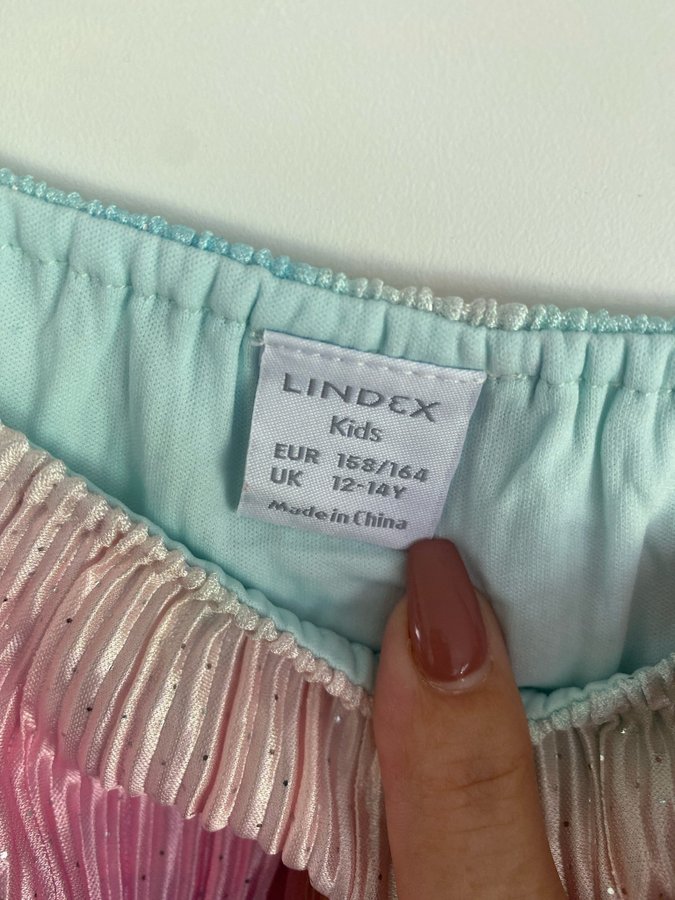 LINDEX
Kids
EUR 158/164
UK 12-14Y
Made in China